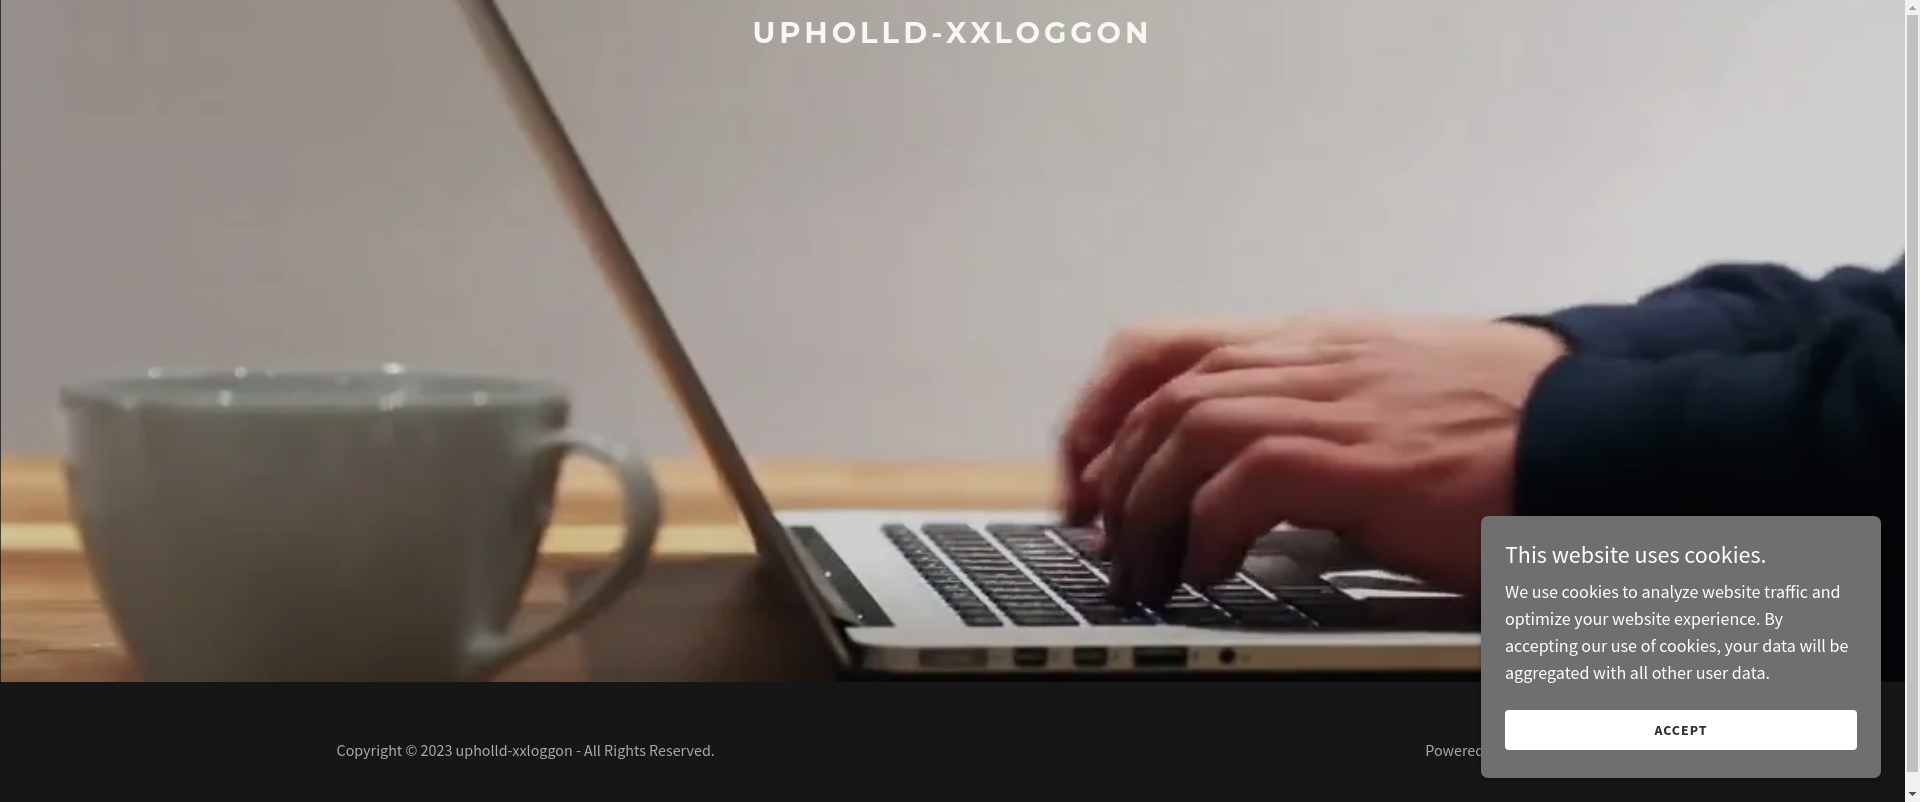 UPHOLLD-XXLOGGON
This website uses cookies.
We use cookies to analyze website traffic and
optimize your website experience. By
accepting our use of cookies, your data will be
aggregated with all other user data.
ACCEPT
Copyright © 2023 upholld-xxloggon - All Rights Reserved.
Powered